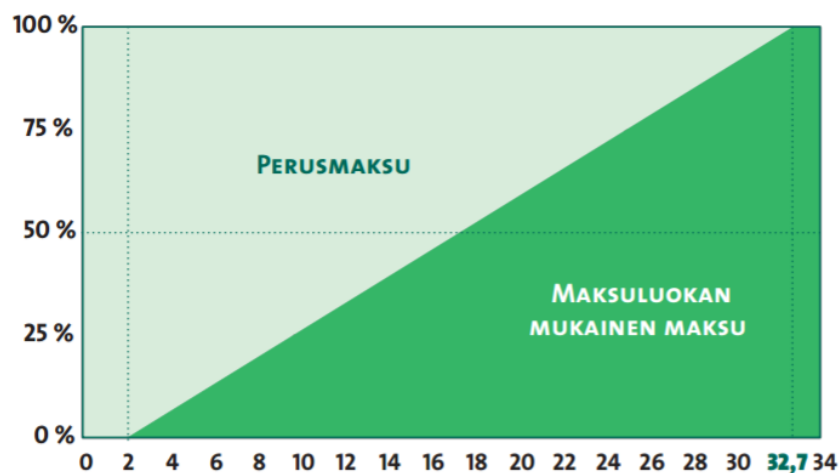 100 %
75 %
PERUSMAKSU
50 %
MAKSULUOKAN
MUKAINEN MAKSU
25 %
0 %
0 2 4 6 8 10 12 14 16 18 20 22 24 26 28 30 32,7 34